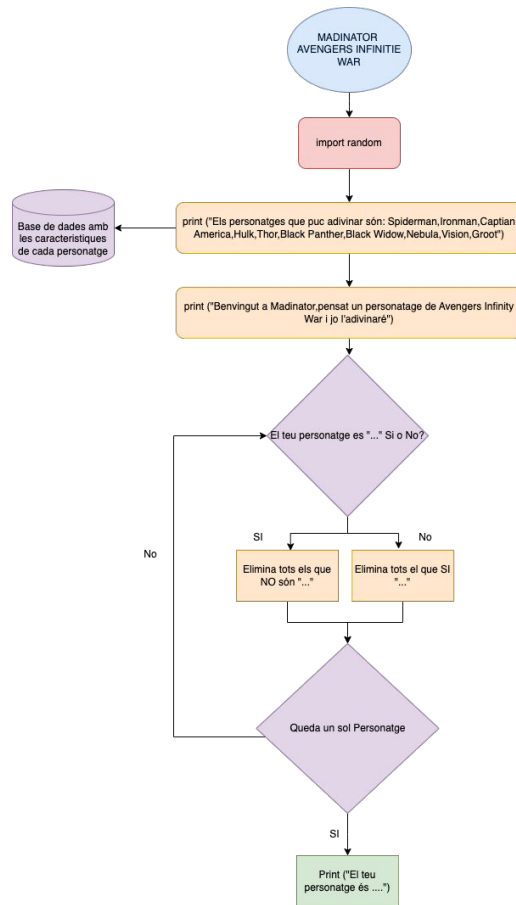 MADINATOR
AVENGERS INFINITIE
WAR
import random
print ("Els personatges que puc adivinar són: Spiderman,Ironman,Captian
America,Hulk,Thor,Black Panther,Black Widow,Nebula,Vision,Groot")
Base de dades amb
les caracteristiques
de cada personatge
print ("Benvingut a Madinator,pensat un personatage de Avengers Infinity
War i jo l'adivinaré")
El teu personatge es "..." Si o No?
SI
No
Elimina tots els que
NO són "..."
Elimina tots el que SI
"..."
No
Queda un sol Personatge
SI
Print ("El teu
personatge és ....")